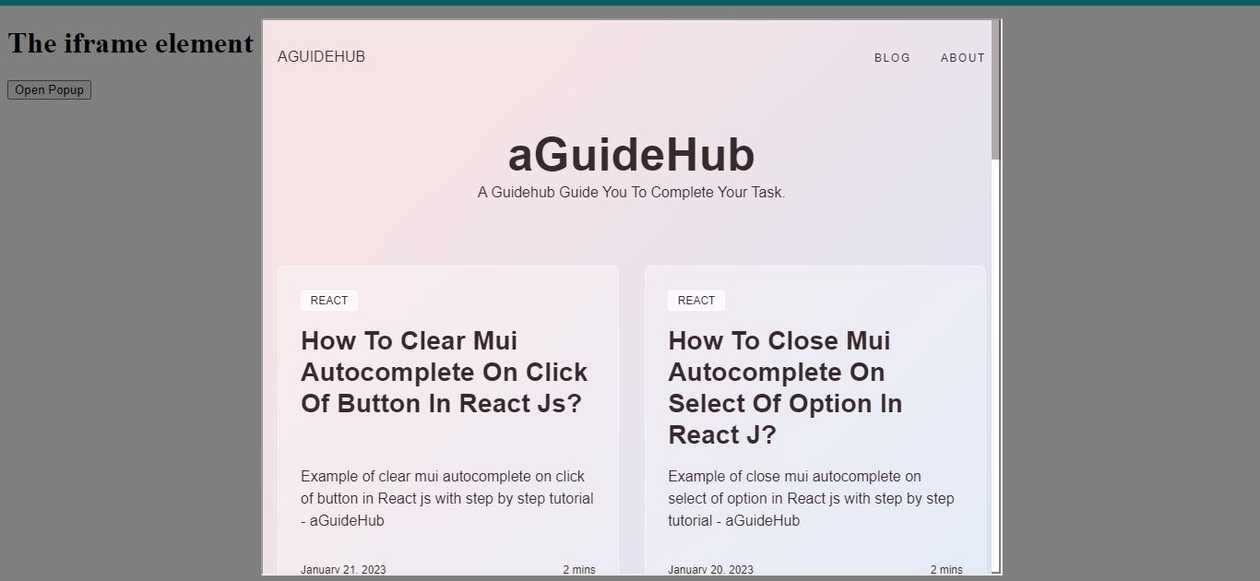 The iframe element
Open Popup
AGUIDEHUB
BLOG ABOUT
aGuideHub
A Guidehub Guide You To Complete Your Task.
REACT
How To Clear Mui
Autocomplete On Click
Of Button In React Js?
Example of clear mui autocomplete on click
of button in React js with step by step tutorial
- aGuideHub
January 21, 2023 2 mins
REACT
How To Close Mui
Autocomplete On
Select Of Option In
React J?
Example of close mui autocomplete on
select of option in React js with step by step
tutorial - aGuideHub
January 20, 2023 2 mins